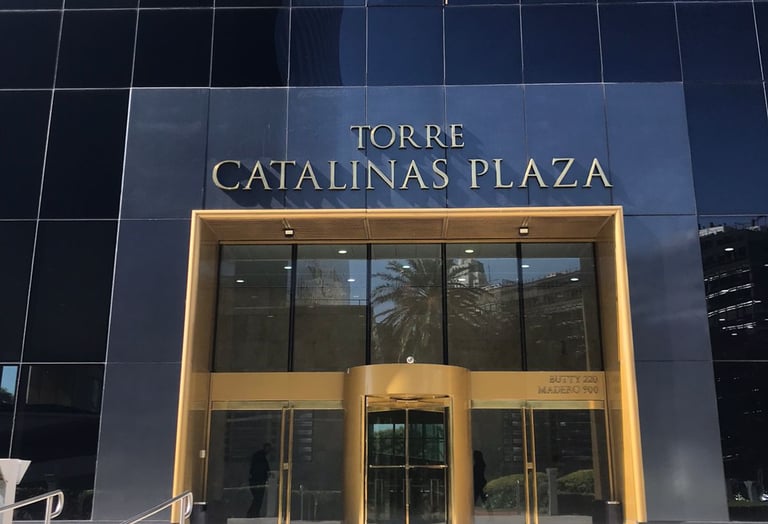 TORRE
CATALINAS PLAZA
BUTTY 220
MADERO 900